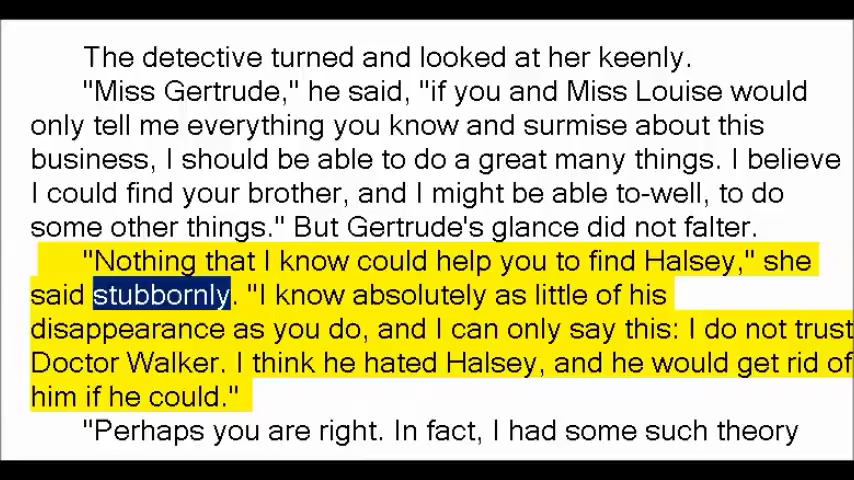 The detective turned and looked at her keenly.
"Miss Gertrude," he said, "if you and Miss Louise would
only tell me everything you know and surmise about this
business, I should be able to do a great many things. I believe
I could find your brother, and I might be able to-well, to do
some other things." But Gertrude's glance did not falter.
"Nothing that I know could help you to find Halsey," she
said stubbornly. "I know absolutely as little of his
disappearance as you do, and I can only say this: I do not trust
Doctor Walker. I think he hated Halsey, and he would get rid of
him if he could."
"Perhaps you are right. In fact, I had some such theory